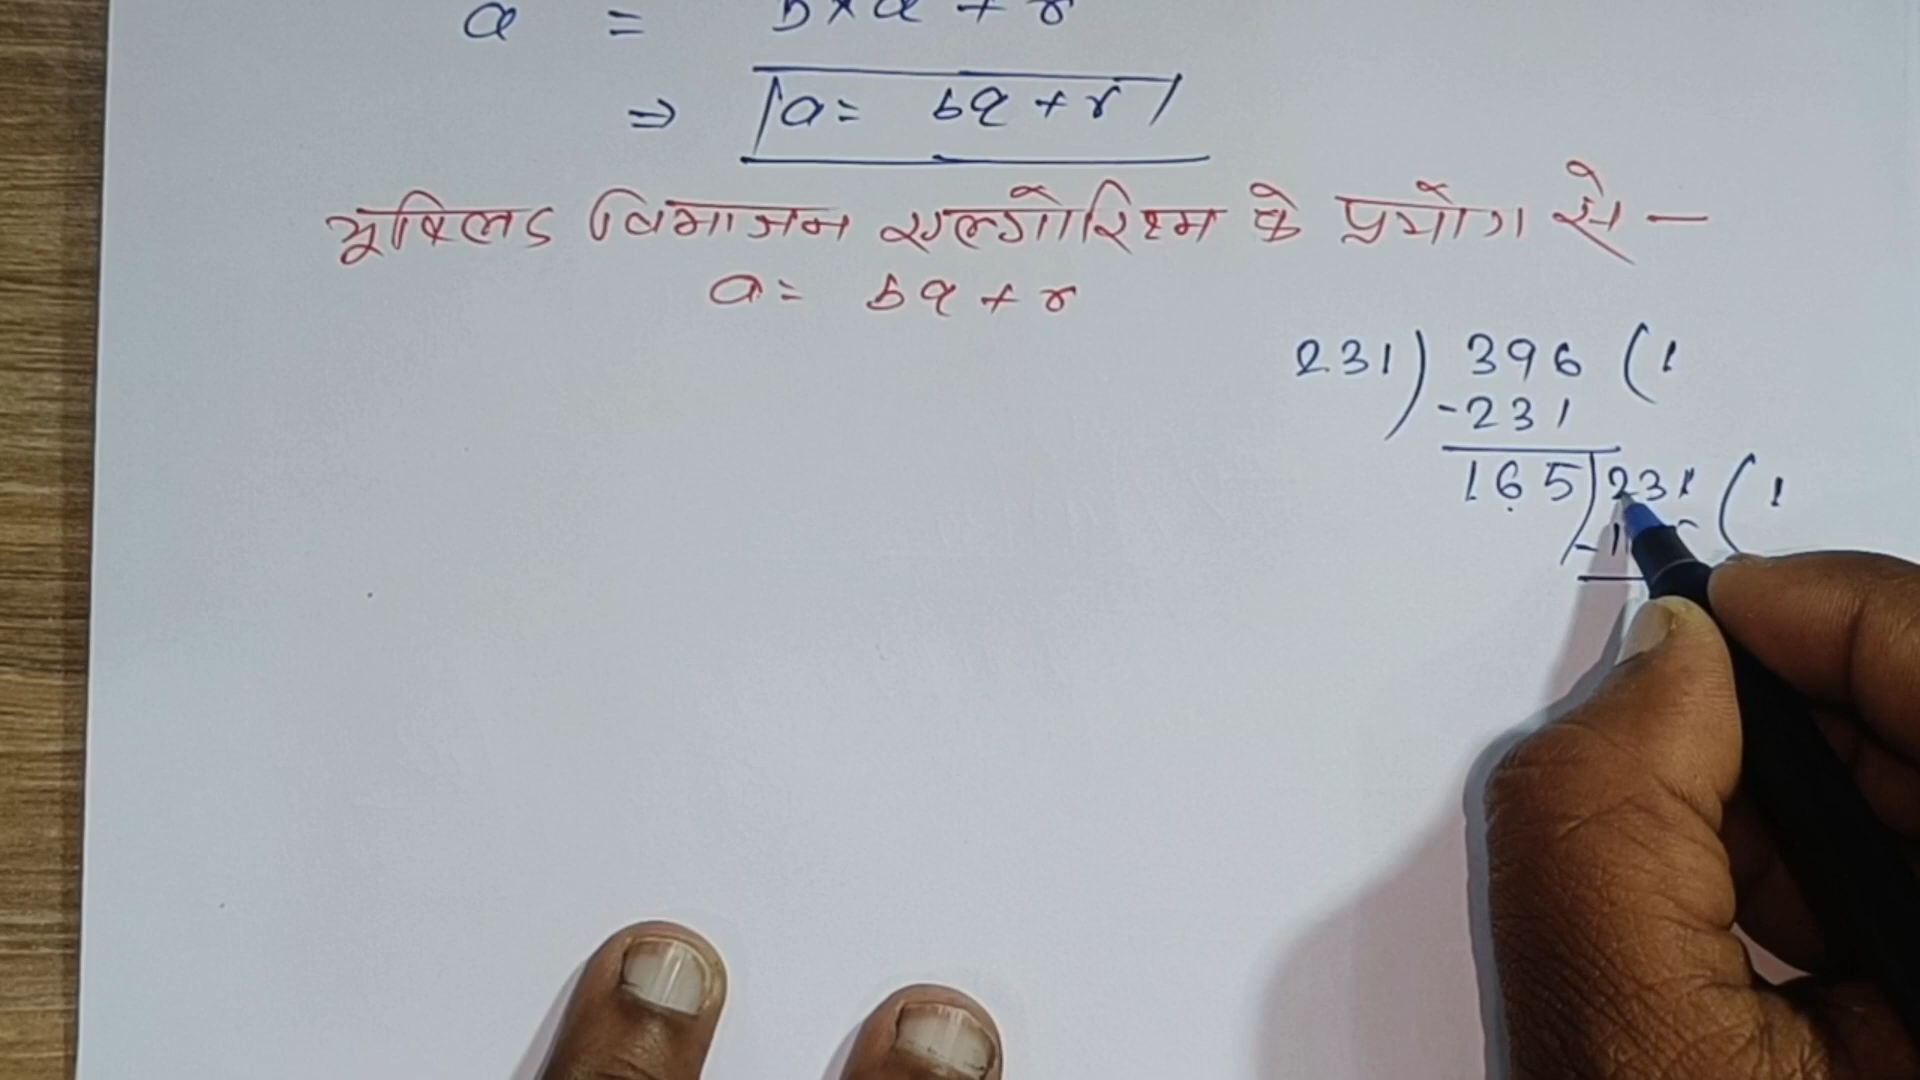 a = b×q + r
⇒ a = bq + r
यूक्लिड विभाजन एल्गोरिथ्म के प्रयोग से -
a = bq + r
231) 396 (1
-231
165) 231 (1